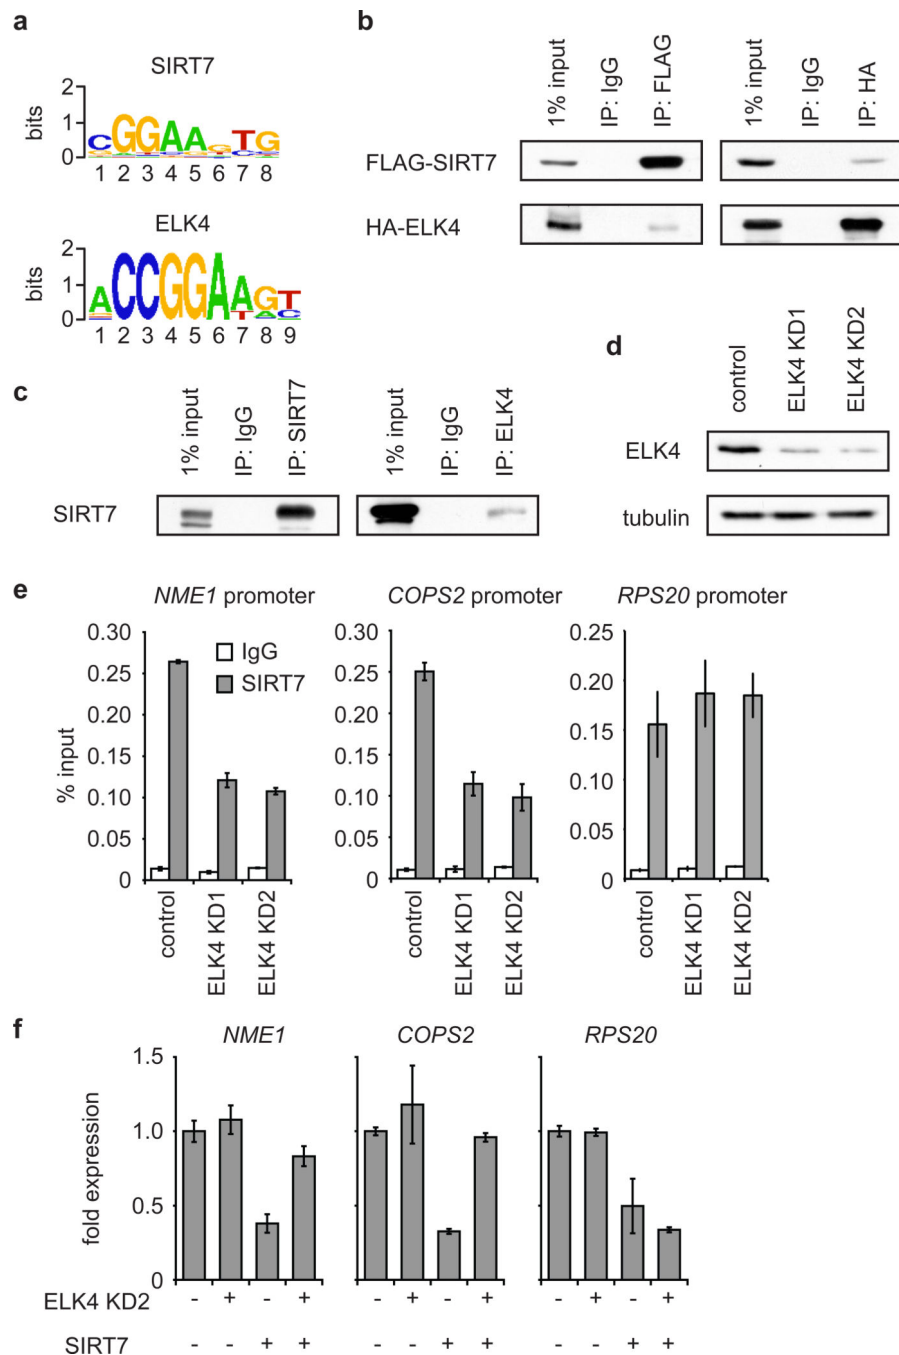 a
SIRT7
bits
2
1
0
CGGAAGTG
1 2 3 4 5 6 7 8
ELK4
bits
2
1
0
ACCGGAAGT
1 2 3 4 5 6 7 8 9
b
1% input
IP: IgG
IP: FLAG
1% input
IP: IgG
IP: HA
FLAG-SIRT7
HA-ELK4
c
1% input
IP: IgG
IP: SIRT7
1% input
IP: IgG
IP: ELK4
SIRT7
d
control
ELK4 KD1
ELK4 KD2
ELK4
tubulin
e
NME1 promoter
COPS2 promoter
RPS20 promoter
% input
0.30
0.25
0.20
0.15
0.10
0.05
0
IgG
SIRT7
control
ELK4 KD1
ELK4 KD2
0.30
0.25
0.20
0.15
0.10
0.05
0
control
ELK4 KD1
ELK4 KD2
0.25
0.20
0.15
0.10
0.05
0
control
ELK4 KD1
ELK4 KD2
f
NME1
COPS2
RPS20
fold expression
1.5
1.0
0.5
0
ELK4 KD2 - + - + - + - + - + - +
SIRT7 - - + + - - + + - - + +